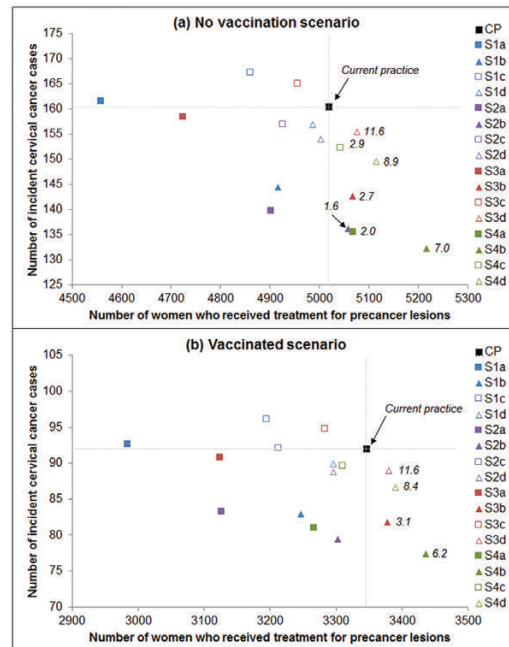 (a) No vaccination scenario
Number of incident cervical cancer cases
175
170
165
160
155
150
145
140
135
130
125
Current practice
11.6
2.9
8.9
2.7
1.6
2.0
7.0
4500 4600 4700 4800 4900 5000 5100 5200 5300
Number of women who received treatment for precancer lesions
CP
S1a
S1b
S1c
S1d
S2a
S2b
S2c
S2d
S3a
S3b
S3c
S3d
S4a
S4b
S4c
S4d
(b) Vaccinated scenario
Number of incident cervical cancer cases
105
100
95
90
85
80
75
70
Current practice
11.6
8.4
3.1
6.2
2900 3000 3100 3200 3300 3400 3500
Number of women who received treatment for precancer lesions
CP
S1a
S1b
S1c
S1d
S2a
S2b
S2c
S2d
S3a
S3b
S3c
S3d
S4a
S4b
S4c
S4d